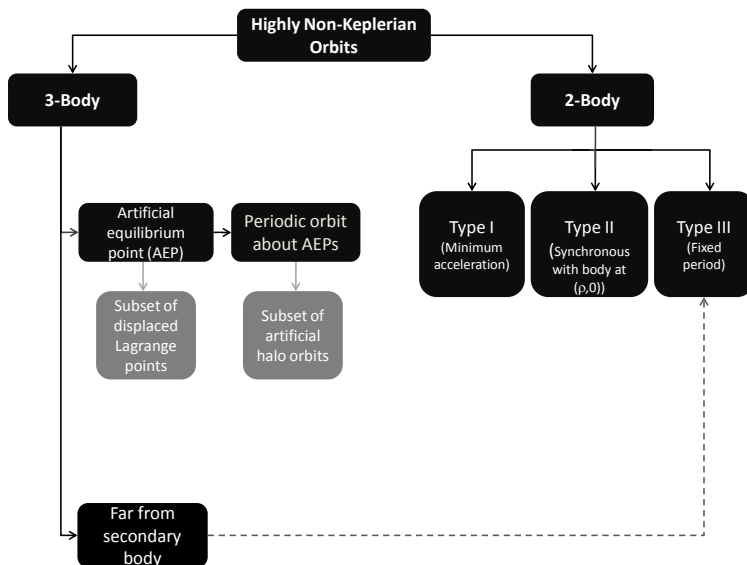 Highly Non-Keplerian
Orbits
3-Body
2-Body
Artificial
equilibrium
point (AEP)
Periodic orbit
about AEPs
Type I
(Minimum
acceleration)
Type II
(Synchronous
with body at
(ρ,0))
Type III
(Fixed
period)
Subset of
displaced
Lagrange
points
Subset of
artificial
halo orbits
Far from
secondary
body